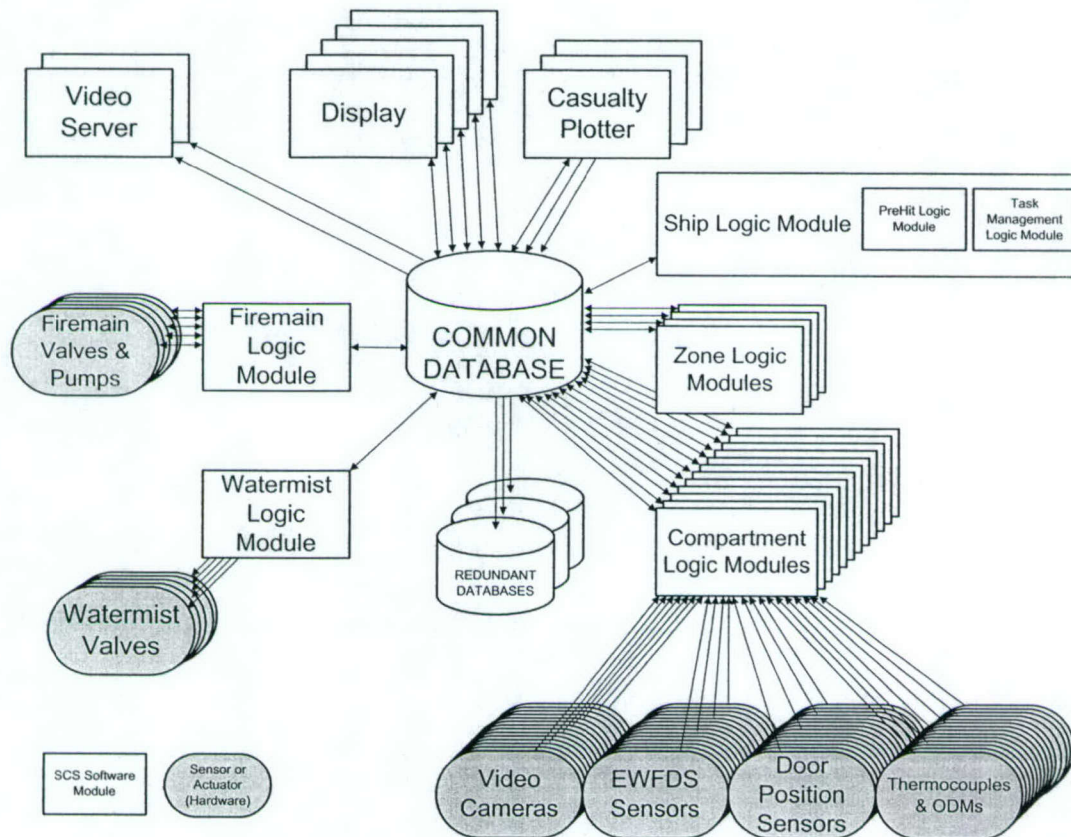 Video
Server
Display
Casualty
Plotter
Ship Logic Module
PreHit Logic
Module
Task
Management
Logic Module
Firemain
Valves &
Pumps
Firemain
Logic
Module
COMMON
DATABASE
Zone Logic
Modules
Watermist
Logic
Module
REDUNDANT
DATABASES
Compartment
Logic Modules
Watermist
Valves
SCS Software
Module
Sensor or
Actuator
(Hardware)
Video
Cameras
EWFDS
Sensors
Door
Position
Sensors
Thermocouples
& ODMs